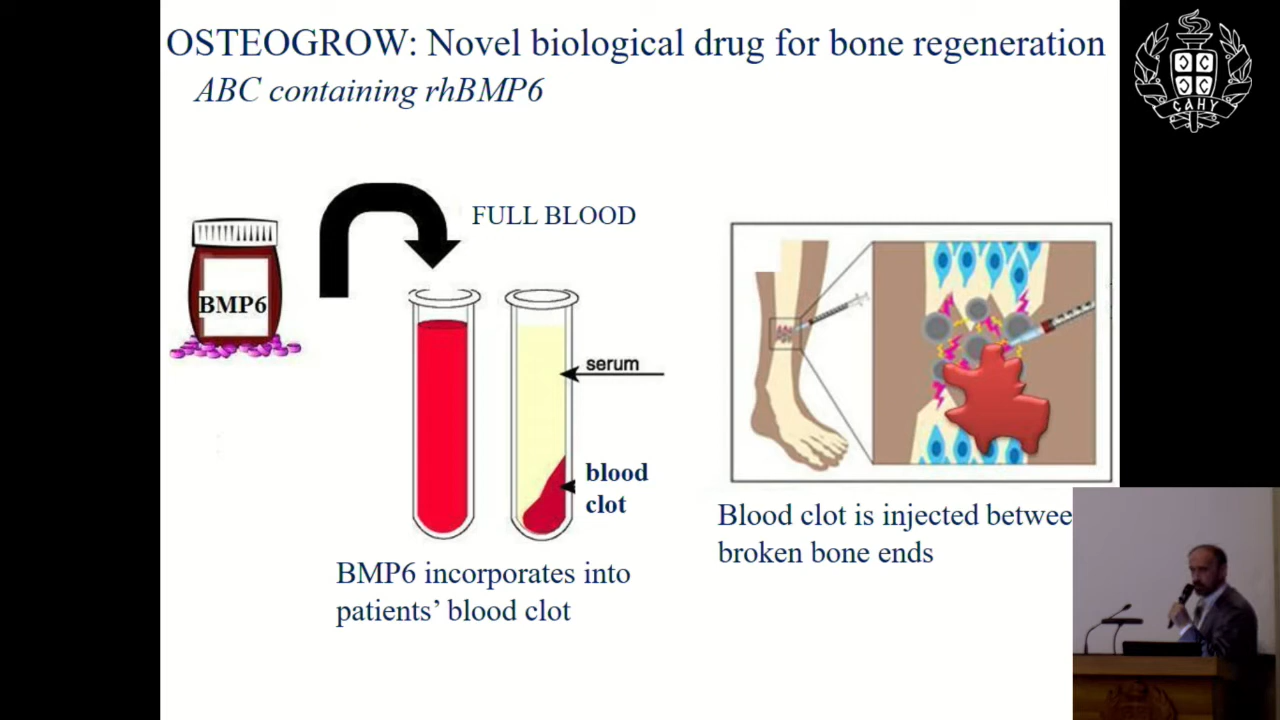 OSTEOGROW: Novel biological drug for bone regeneration
ABC containing rhBMP6
САНУ
FULL BLOOD
BMP6
serum
blood
clot
BMP6 incorporates into
patients’ blood clot
Blood clot is injected betwee
broken bone ends